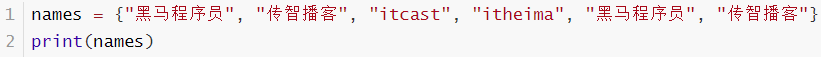 1 names = {"黑马程序员", "传智播客", "itcast", "itheima", "黑马程序员", "传智播客"}
2 print(names)